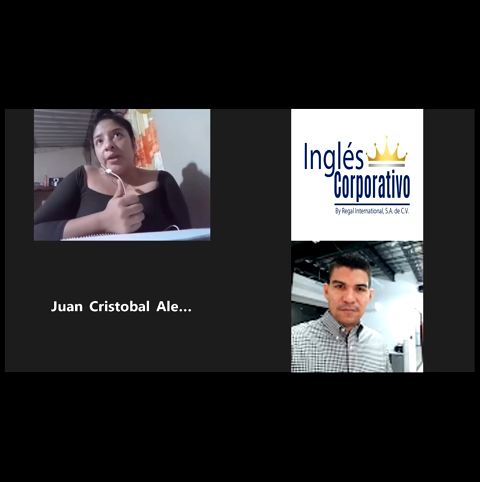 Inglés
Corporativo
By Regal International, S.A. de C.V.
Juan Cristobal Ale...